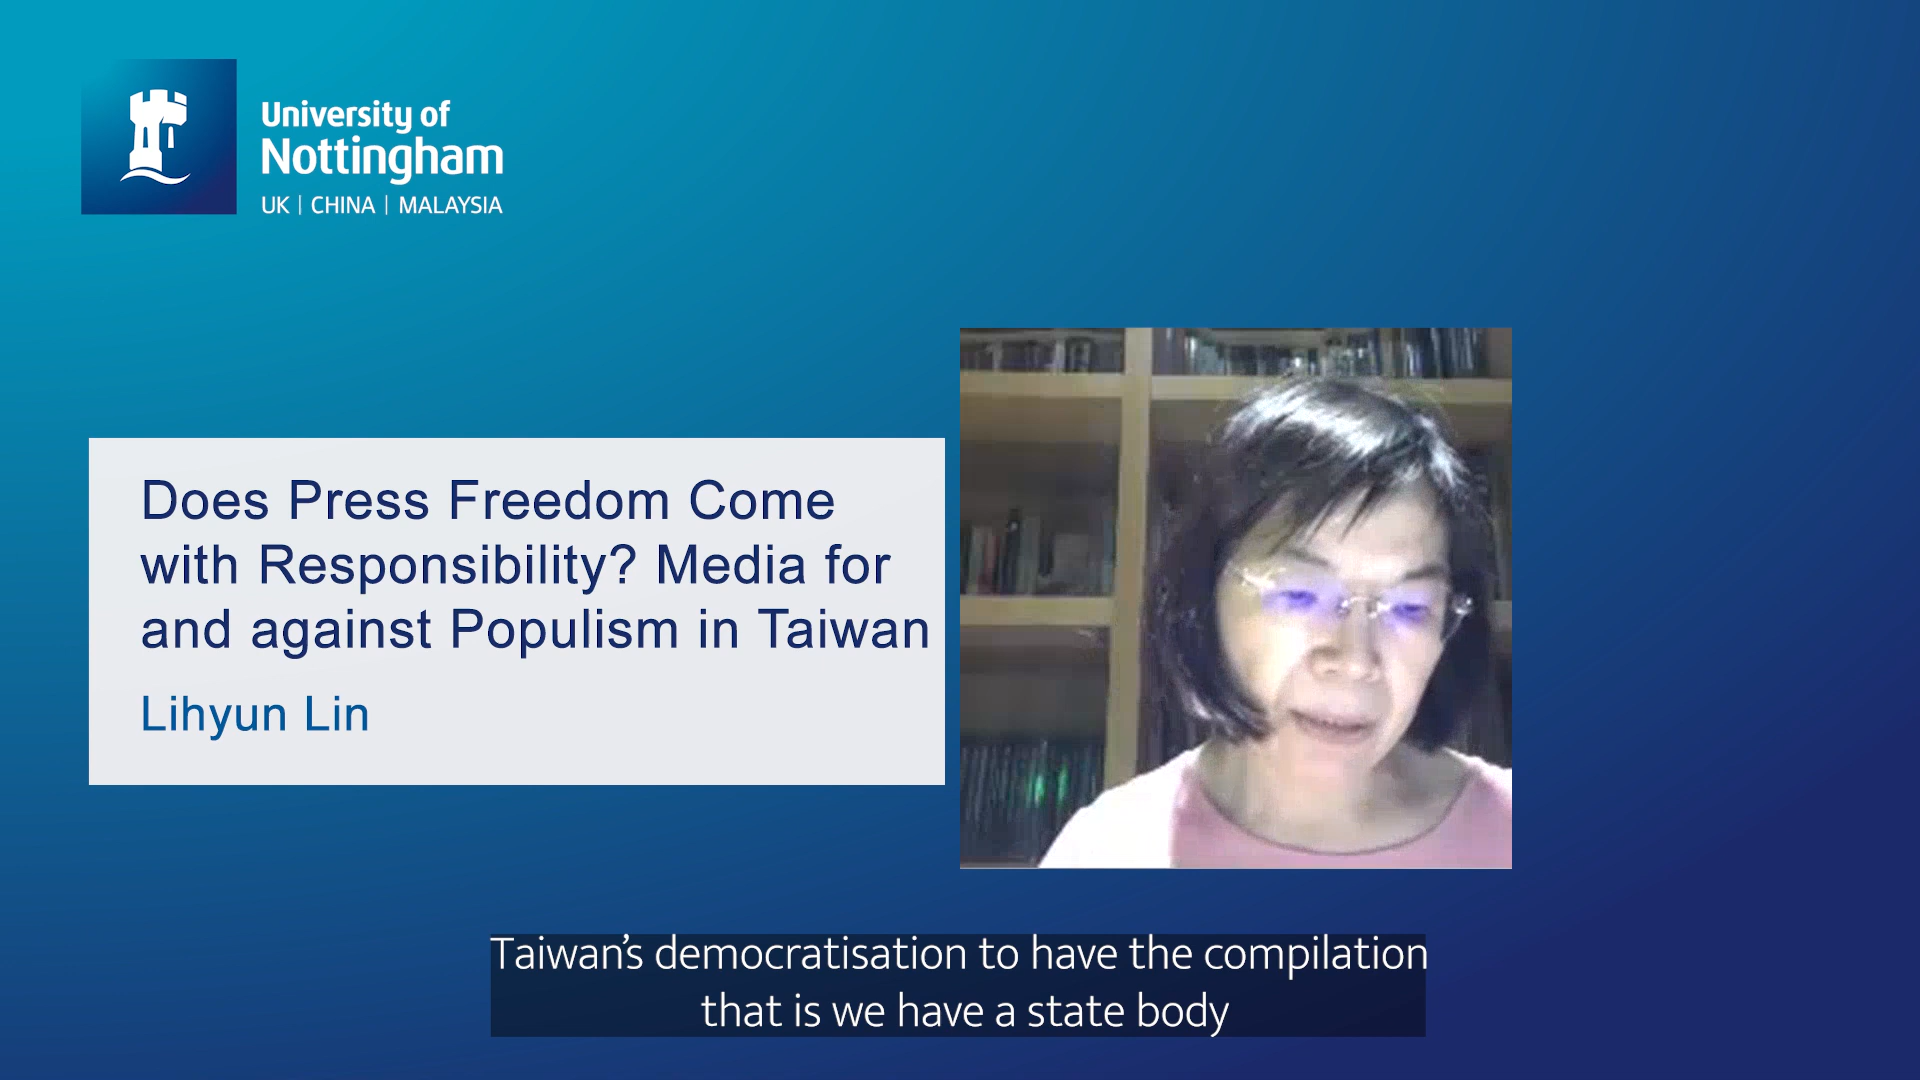 University of
Nottingham
UK | CHINA | MALAYSIA
Does Press Freedom Come
with Responsibility? Media for
and against Populism in Taiwan
Lihyun Lin
Taiwan’s democratisation to have the compilation
that is we have a state body